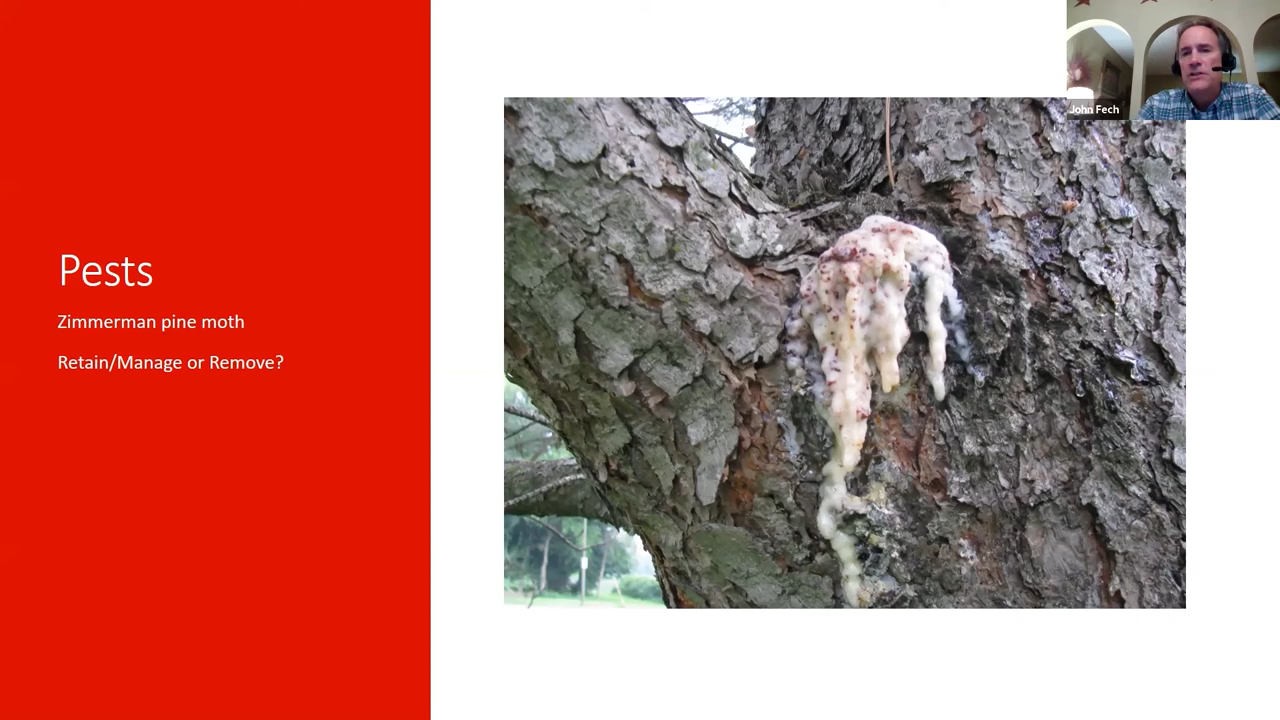 John Fech
Pests
Zimmerman pine moth
Retain/Manage or Remove?